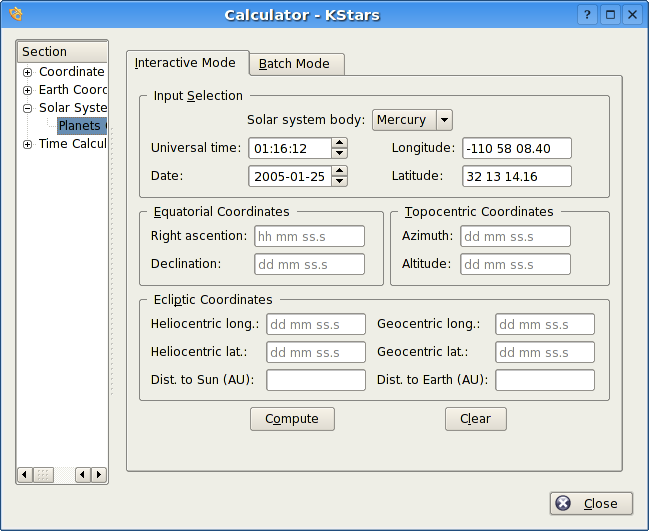 Calculator - KStars
Section
Coordinate
Earth Coord
Solar Syste
Planets
Time Calcul
Interactive Mode
Batch Mode
Input Selection
Solar system body: Mercury
Universal time: 01:16:12 Longitude: -110 58 08.40
Date: 2005-01-25 Latitude: 32 13 14.16
Equatorial Coordinates
Right ascention: hh mm ss.s
Declination: dd mm ss.s
Topocentric Coordinates
Azimuth: dd mm ss.s
Altitude: dd mm ss.s
Ecliptic Coordinates
Heliocentric long.: dd mm ss.s Geocentric long.: dd mm ss.s
Heliocentric lat.: dd mm ss.s Geocentric lat.: dd mm ss.s
Dist. to Sun (AU): Dist. to Earth (AU):
Compute Clear
Close